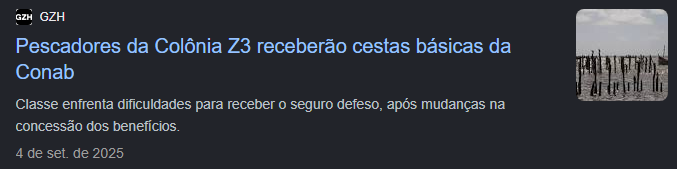 GZH GZH
Pescadores da Colônia Z3 receberão cestas básicas da
Conab
Classe enfrenta dificuldades para receber o seguro defeso, após mudanças na
concessão dos benefícios.
4 de set. de 2025